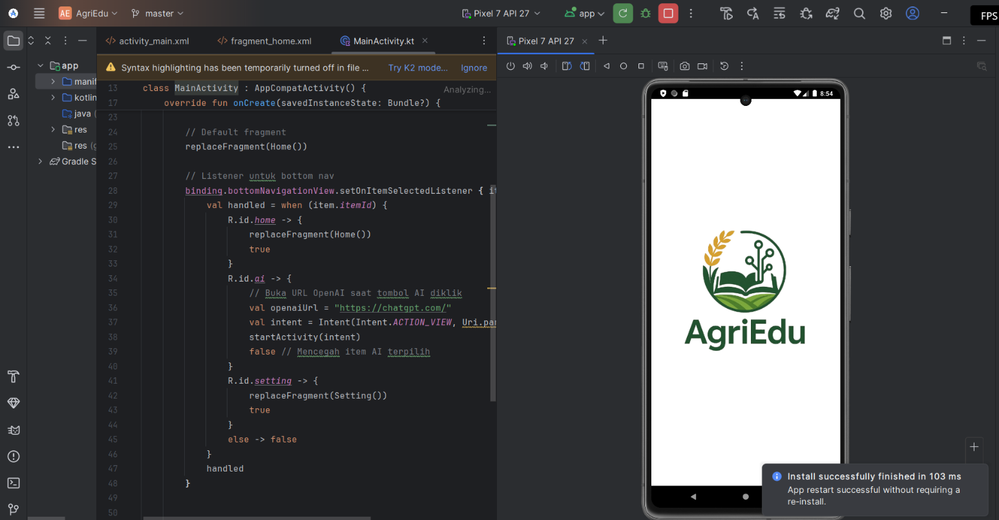 AE AgriEdu master Pixel 7 API 27 app FPS
activity_main.xml fragment_home.xml MainActivity.kt
Pixel 7 API 27
app
manif
kotlin
java (
res
res (g
Gradle S
Syntax highlighting has been temporarily turned off in file ... Try K2 mode... Ignore
Analyzing...
13 class MainActivity : AppCompatActivity() {
17 override fun onCreate(savedInstanceState: Bundle?) {
23
24 // Default fragment
25 replaceFragment(Home())
26
27 // Listener untuk bottom nav
28 binding.bottomNavigationView.setOnItemSelectedListener { it
29 val handled = when (item.itemId) {
30 R.id.home -> {
31 replaceFragment(Home())
32 true
33 }
34 R.id.ai -> {
35 // Buka URL OpenAI saat tombol AI diklik
36 val openaiUrl = "https://chatgpt.com/"
37 val intent = Intent(Intent.ACTION_VIEW, Uri.par
38 startActivity(intent)
39 false // Mencegah item AI terpilih
40 }
41 R.id.setting -> {
42 replaceFragment(Setting())
43 true
44 }
45 else -> false
46 }
47 handled
48 }
49
50
8:54
AgriEdu
Install successfully finished in 103 ms
App restart successful without requiring a
re-install.